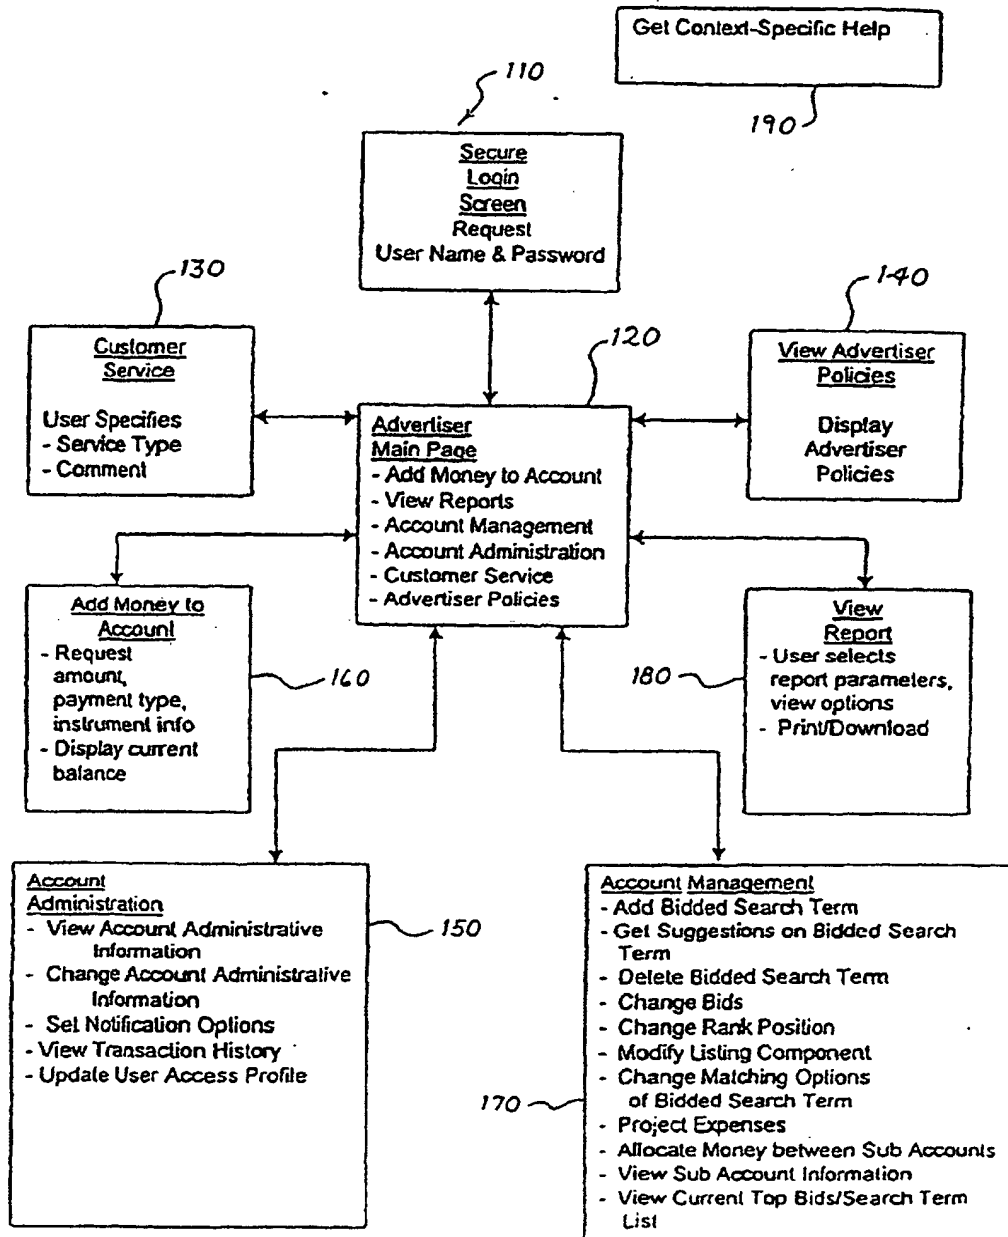 Get Context-Specific Help
190
110
Secure
Login
Screen
Request
User Name & Password
130
Customer
Service
User Specifies
- Service Type
- Comment
120
Advertiser
Main Page
- Add Money to Account
- View Reports
- Account Management
- Account Administration
- Customer Service
- Advertiser Policies
140
View Advertiser
Policies
Display
Advertiser
Policies
Add Money to
Account
- Request
amount,
payment type,
instrument info
- Display current
balance
160
View
Report
- User selects
report parameters,
view options
- Print/Download
180
Account
Administration
- View Account Administrative
Information
- Change Account Administrative
Information
- Set Notification Options
- View Transaction History
- Update User Access Profile
150
Account Management
- Add Bidded Search Term
- Get Suggestions on Bidded Search
Term
- Delete Bidded Search Term
- Change Bids
- Change Rank Position
- Modify Listing Component
- Change Matching Options
of Bidded Search Term
- Project Expenses
- Allocate Money between Sub Accounts
- View Sub Account Information
- View Current Top Bids/Search Term
List
170